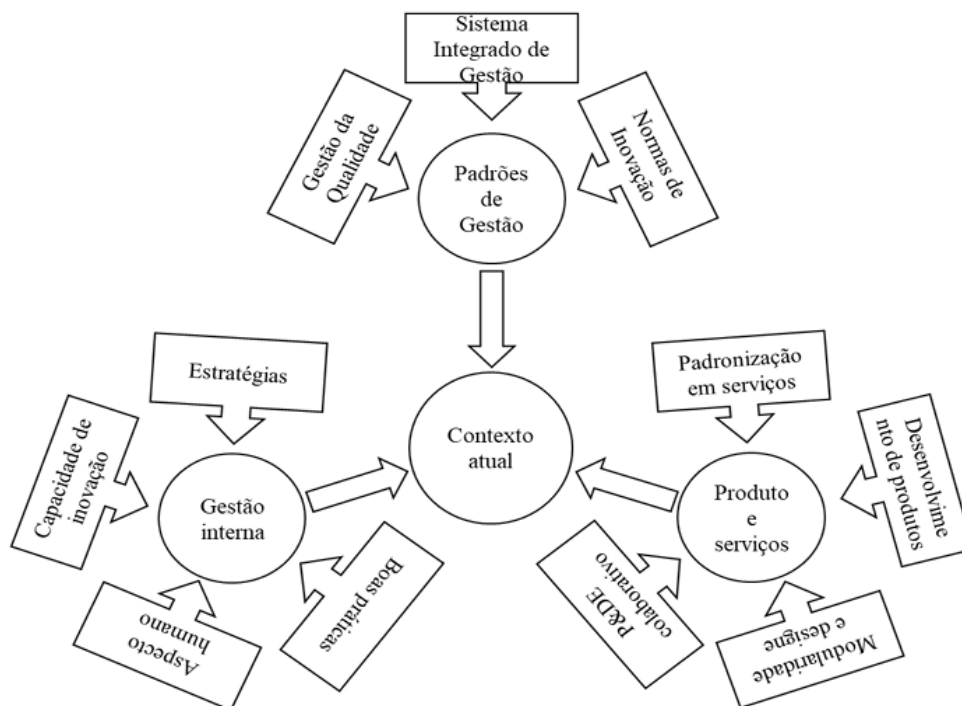 Sistema
Integrado de
Gestão
Gestão da
Qualidade
Normas de
Inovação
Padrões
de
Gestão
Estratégias
Padronização
em serviços
Contexto
atual
Capacidade de
inovação
Gestão
interna
Boas práticas
Aspecto
humano
Produto
e
serviços
Desenvolvime
nto de produtos
P&DE
colaborativo
Modularidade
e designe